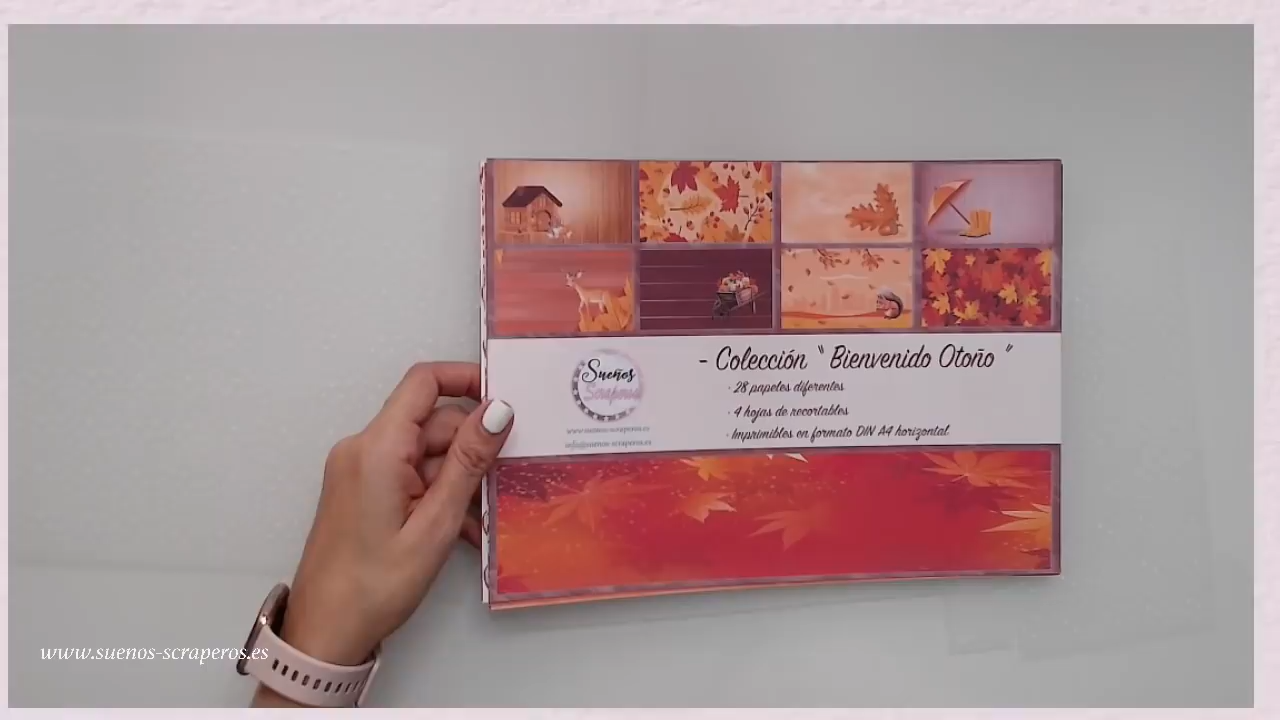 - Colección " Bienvenido Otoño "
Sueños
Scraperos
· 28 papeles diferentes
· 4 hojas de recortables
www.suenos-scraperos.es
· Imprimibles en formato DIN A4 horizontal.
info@suenos-scraperos.es
www.suenos-scraperos.es